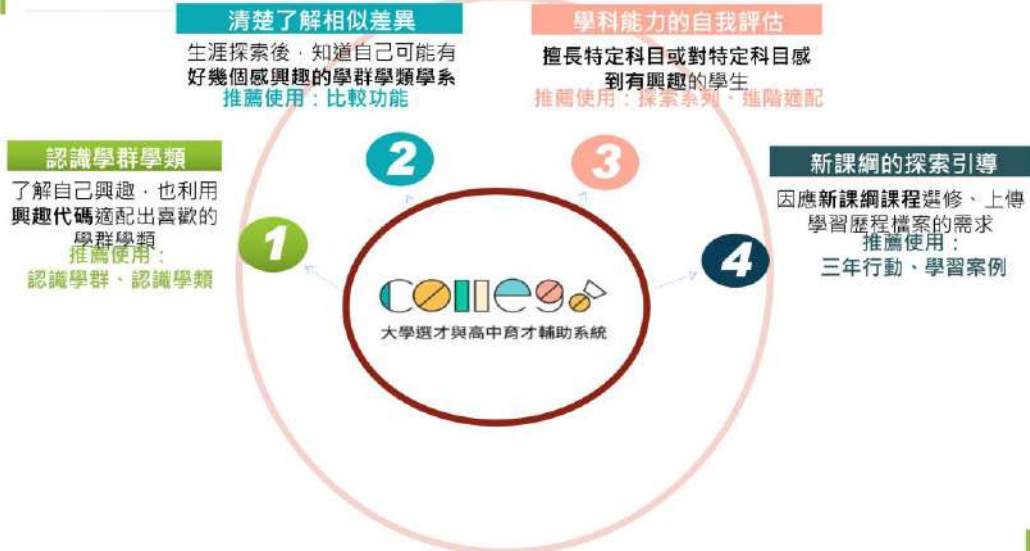 清楚了解相似差異
生涯探索後，知道自己可能有
好幾個感興趣的學群學類學系
推薦使用：比較功能
學科能力的自我評估
擅長特定科目或對特定科目感
到有興趣的學生
推薦使用：探索系列、進階適配
認識學群學類
了解自己興趣，也利用
興趣代碼適配出喜歡的
學群學類
推薦使用：
認識學群、認識學類
新課綱的探索引導
因應新課綱課程選修、上傳
學習歷程檔案的需求
推薦使用：
三年行動、學習案例
1
2
3
4
Collego!
大學選才與高中育才輔助系統